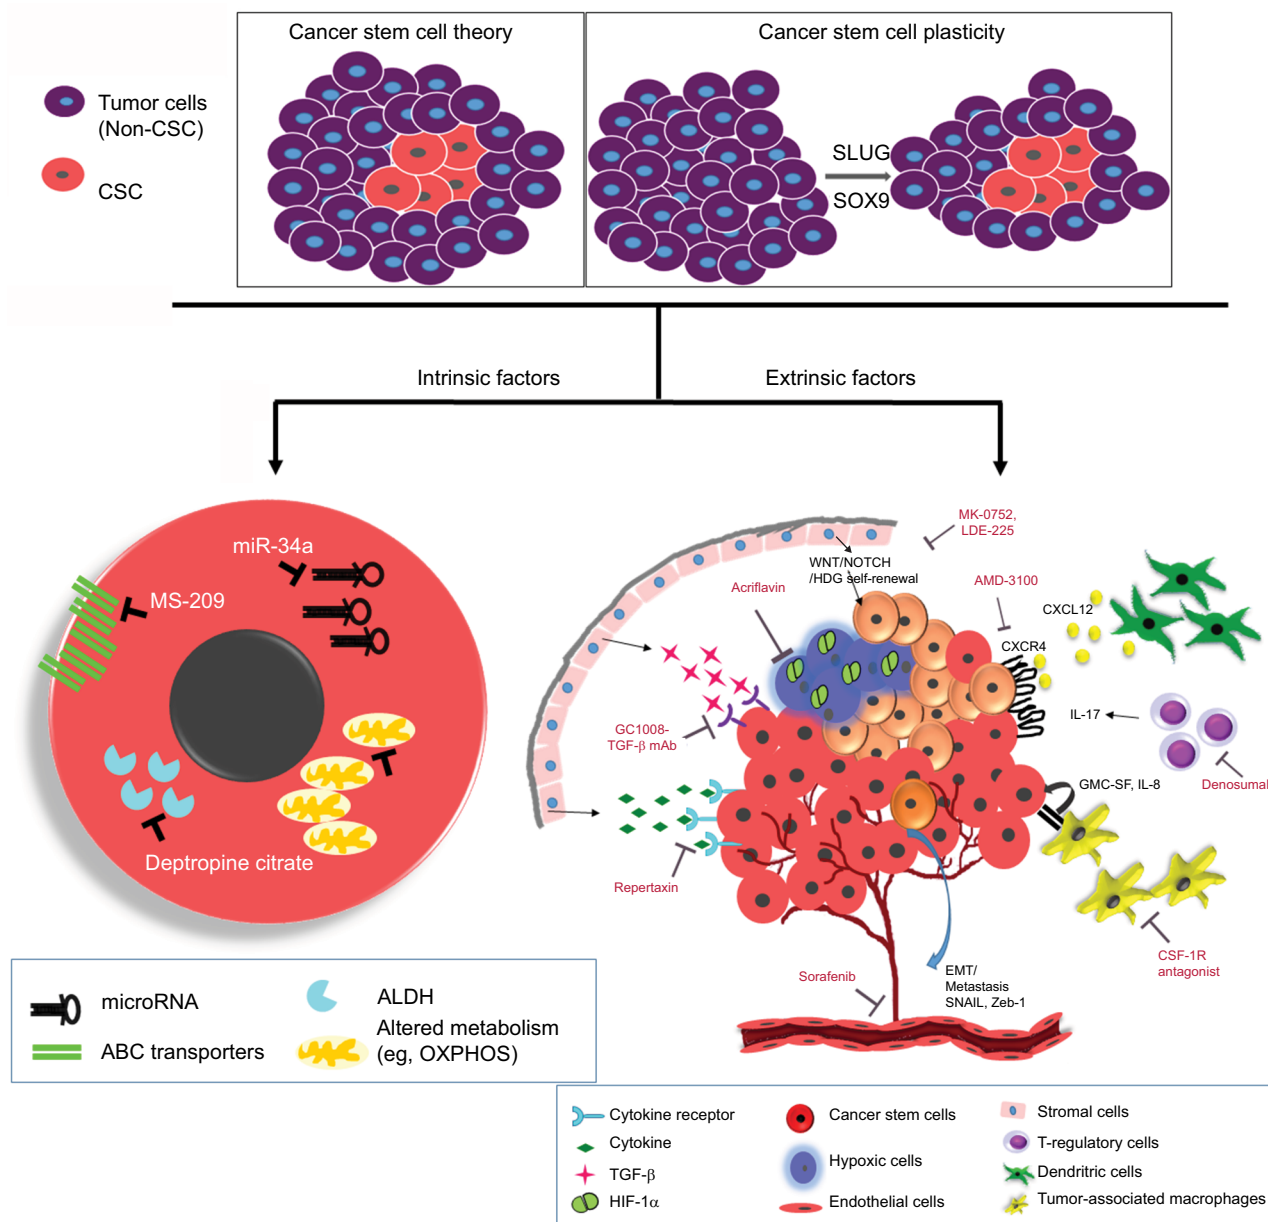 Cancer stem cell theory
Cancer stem cell plasticity
Tumor cells
(Non-CSC)
CSC
SLUG
SOX9
Intrinsic factors
Extrinsic factors
miR-34a
MS-209
Deptropine citrate
MK-0752,
LDE-225
WNT/NOTCH
/HDG self-renewal
Acriflavin
AMD-3100
CXCL12
CXCR4
IL-17
GC1008-
TGF-β mAb
Denosumal
GMC-SF, IL-8
Repertaxin
CSF-1R
antagonist
Sorafenib
EMT/
Metastasis
SNAIL, Zeb-1
microRNA
ABC transporters
ALDH
Altered metabolism
(eg, OXPHOS)
Cytokine receptor
Cytokine
TGF-β
HIF-1α
Cancer stem cells
Hypoxic cells
Endothelial cells
Stromal cells
T-regulatory cells
Dendritric cells
Tumor-associated macrophages